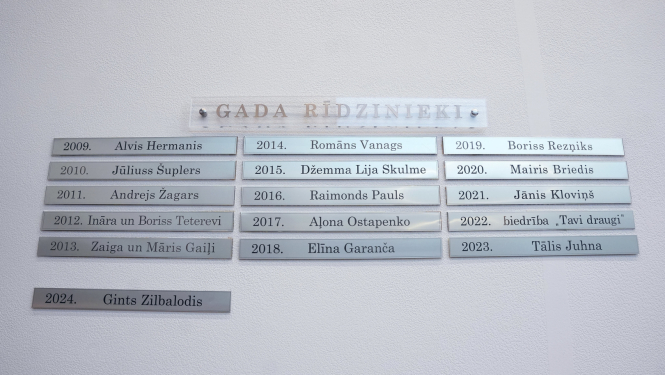 GADA RĪDZINIEKI
2009. Alvis Hermanis
2010. Jūliuss Šuplers
2011. Andrejs Žagars
2012. Ināra un Boriss Teterevi
2013. Zaiga un Māris Gaiļi
2014. Romāns Vanags
2015. Džemma Lija Skulme
2016. Raimonds Pauls
2017. Aļona Ostapenko
2018. Elīna Garanča
2019. Boriss Rezņiks
2020. Mairis Briedis
2021. Jānis Kloviņš
2022. biedrība „Tavi draugi"
2023. Tālis Juhna
2024. Gints Zilbalodis